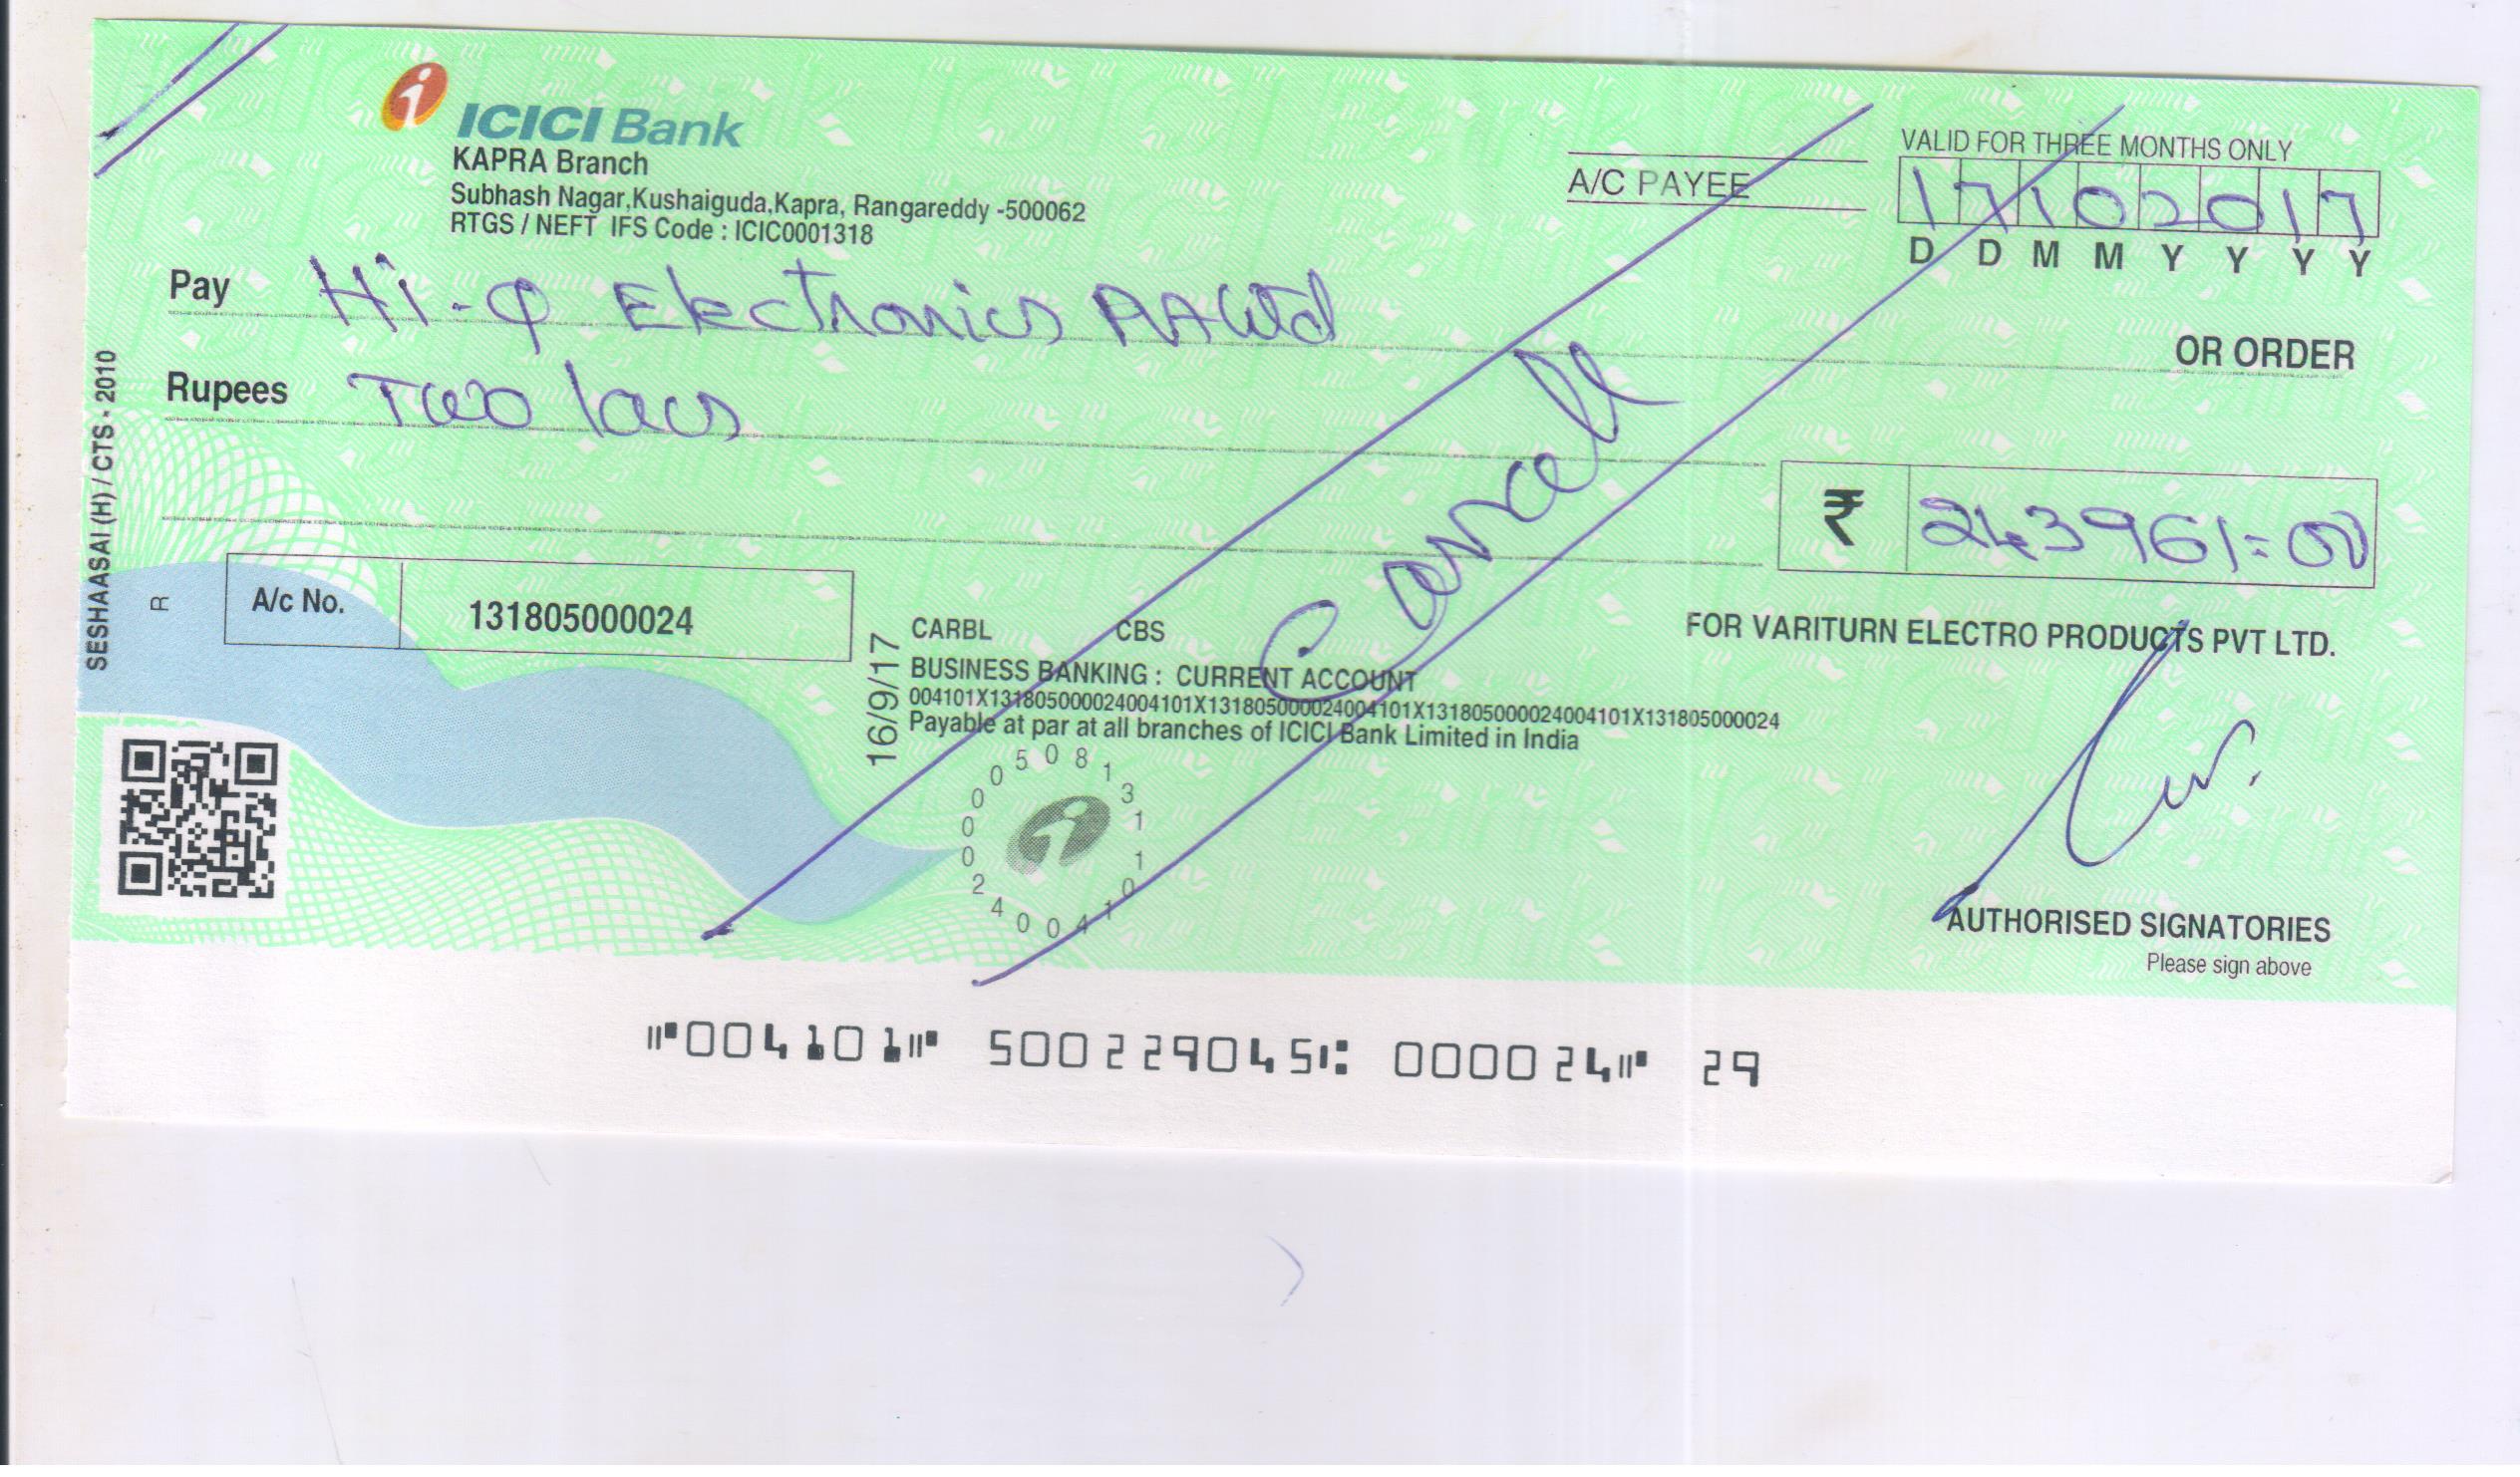 ICICI Bank
KAPRA Branch
Subhash Nagar,Kushaiguda,Kapra, Rangareddy -500062
RTGS / NEFT IFS Code : ICIC0001318
A/C PAYEE
VALID FOR THREE MONTHS ONLY
17102017
D D M M Y Y Y Y
Pay Hi-Q Electronics
OR ORDER
Rupees Two lacs
Cancell
₹ 243961=00
SESHAASAI (H) / CTS - 2010
R
A/c No. 131805000024
16/9/17
CARBL CBS
BUSINESS BANKING : CURRENT ACCOUNT
004101X131805000024004101X131805000024004101X131805000024004101X131805000024
Payable at par at all branches of ICICI Bank Limited in India
FOR VARITURN ELECTRO PRODUCTS PVT LTD.
004101131805000024
AUTHORISED SIGNATORIES
Please sign above
⑈004101⑈ 500229045⑆ 000024⑈ 29